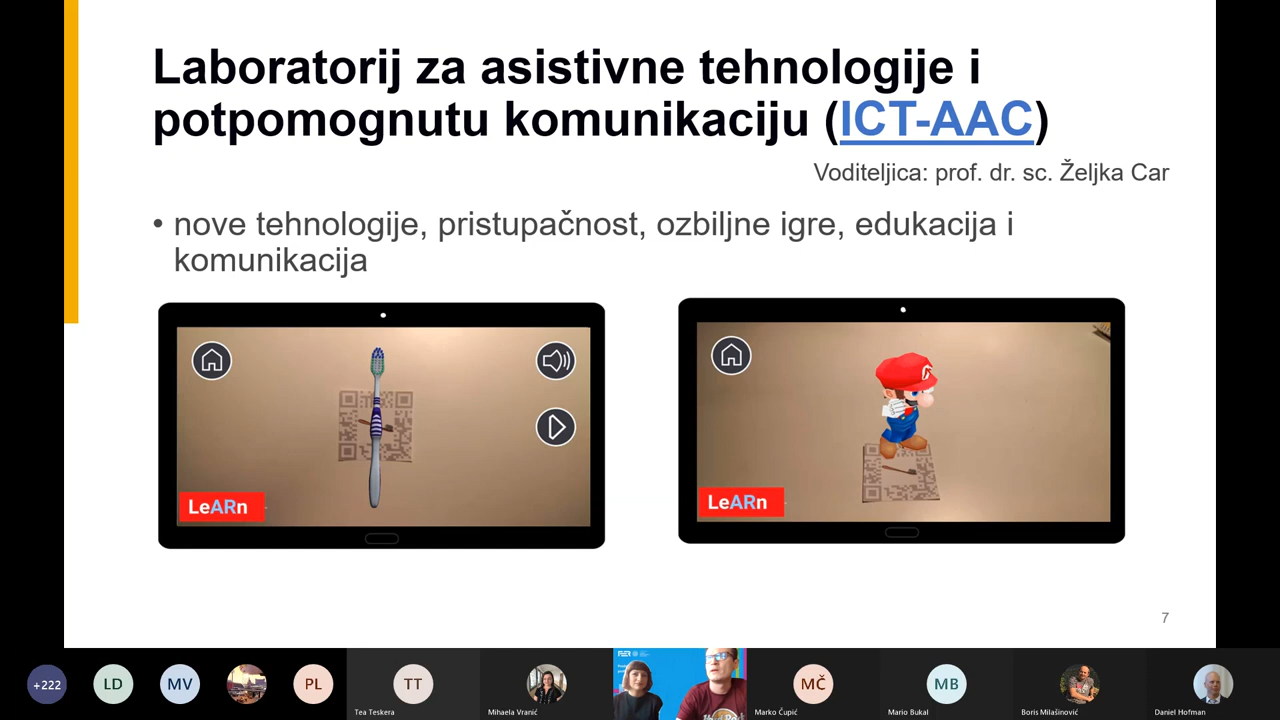 Laboratorij za asistivne tehnologije i
potpomognutu komunikaciju (ICT-AAC)
Voditeljica: prof. dr. sc. Željka Car
• nove tehnologije, pristupačnost, ozbiljne igre, edukacija i
komunikacija
LeARn
LeARn
7
+222
LD
MV
PL
TT
Tea Teskera
Mihaela Vranić
FER
MČ
Marko Čupić
MB
Mario Bukal
Boris Milašinović
Daniel Hofman